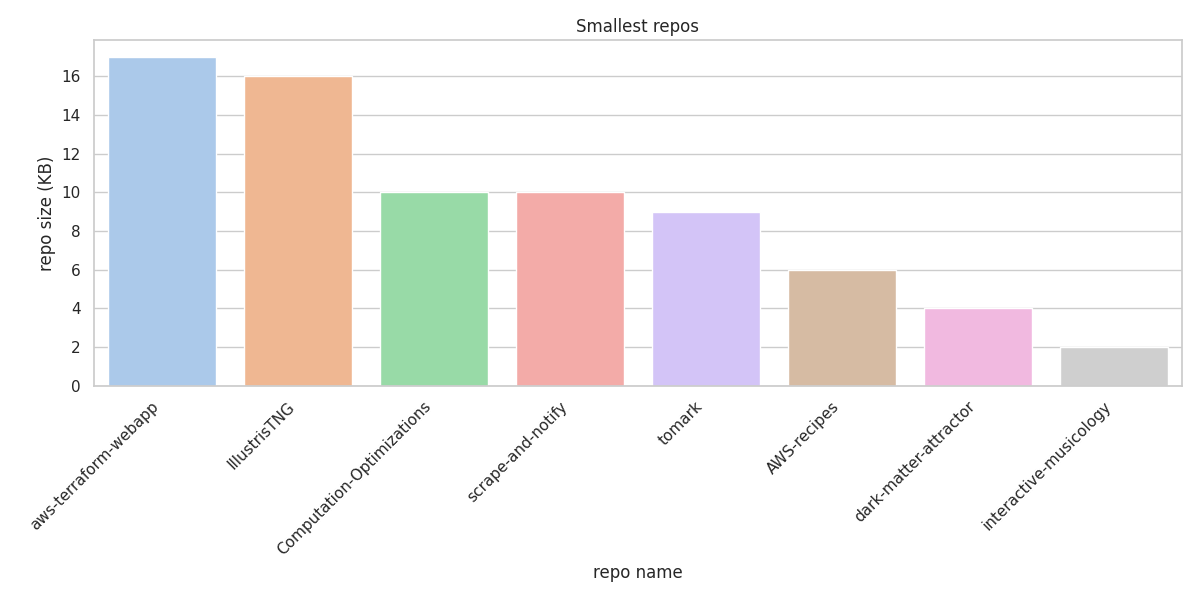 Smallest repos
repo size (KB)
16
14
12
10
8
6
4
2
0
aws-terraform-webapp
IllustrisTNG
Computation-Optimizations
scrape-and-notify
tomark
AWS-recipes
dark-matter-attractor
interactive-musicology
repo name